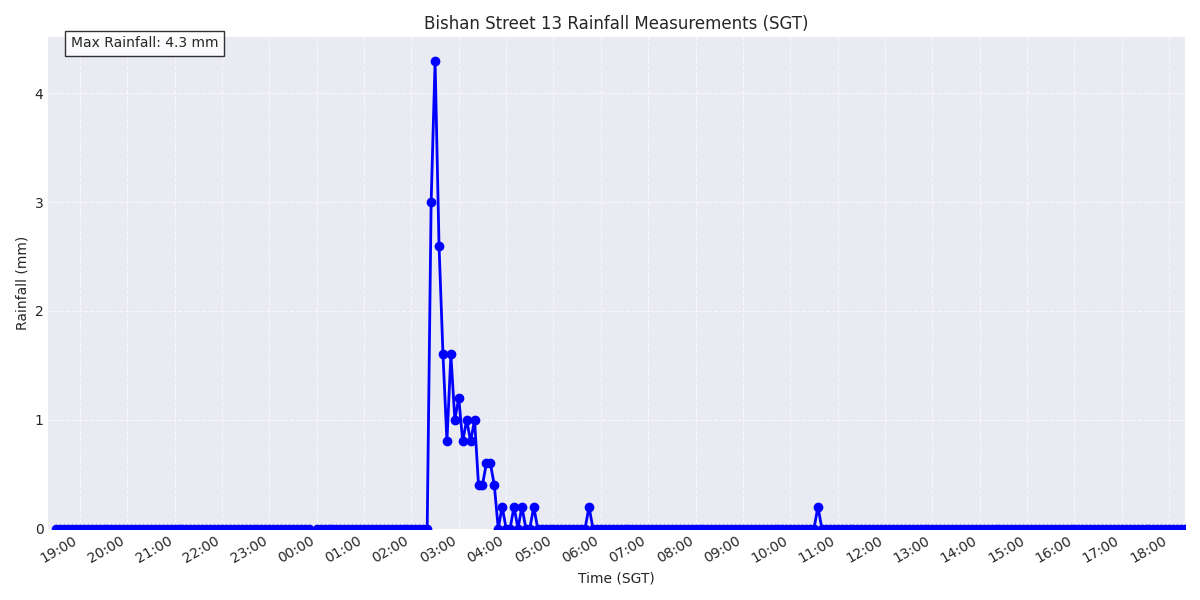 Bishan Street 13 Rainfall Measurements (SGT)
Max Rainfall: 4.3 mm
Rainfall (mm)
4
3
2
1
0
19:00 20:00 21:00 22:00 23:00 00:00 01:00 02:00 03:00 04:00 05:00 06:00 07:00 08:00 09:00 10:00 11:00 12:00 13:00 14:00 15:00 16:00 17:00 18:00
Time (SGT)